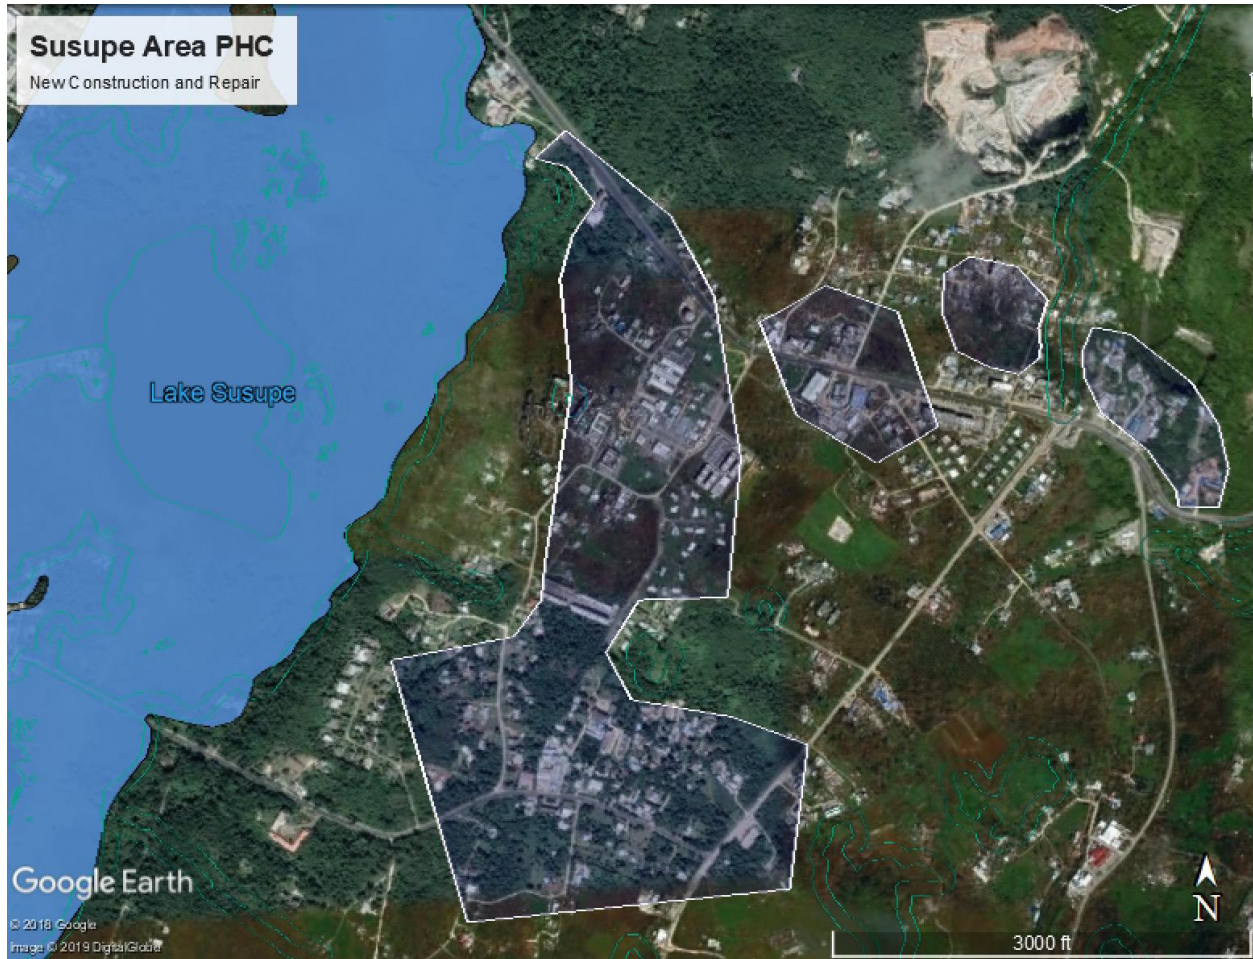 Susupe Area PHC
New Construction and Repair
Lake Susupe
Google Earth
© 2018 Google
Image © 2019 DigitalGlobe
N
3000 ft